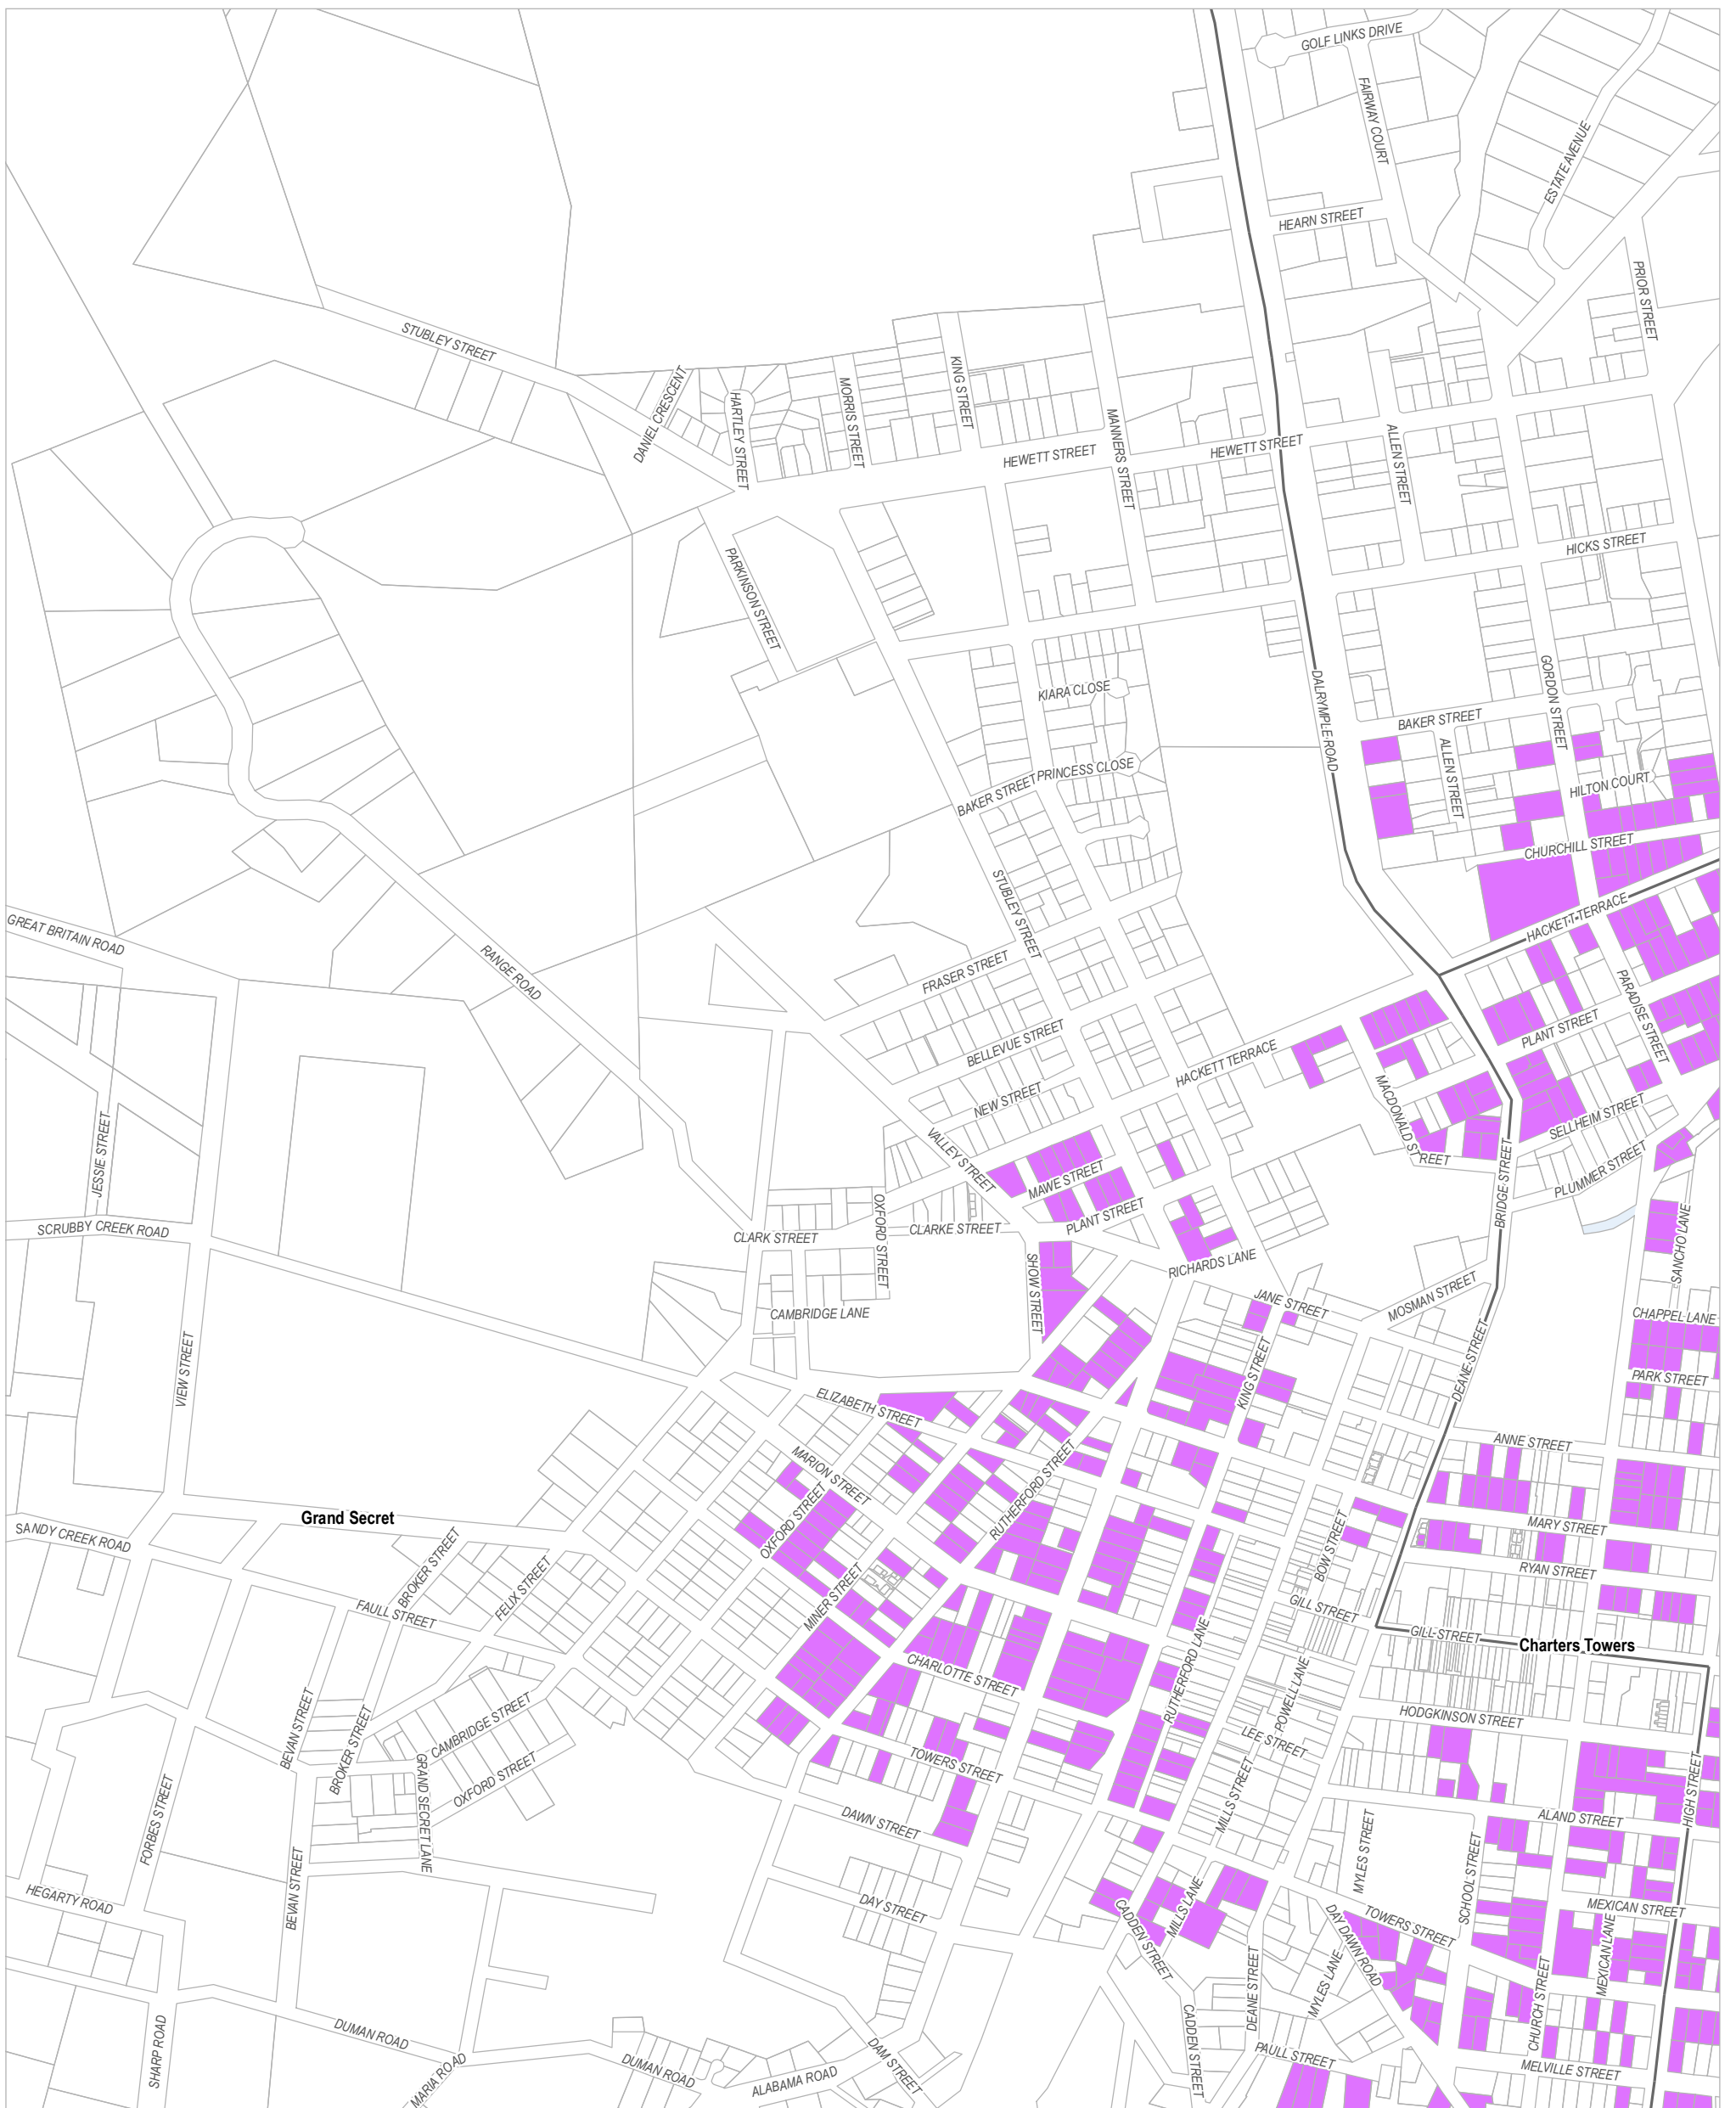 GOLF LINKS DRIVE
FAIRWAY COURT
ESTATE AVENUE
HEARN STREET
PRIOR STREET
STUBLEY STREET
DANIEL CRESCENT
HARTLEY STREET
MORRIS STREET
KING STREET
MANNERS STREET
HEWETT STREET
HEWETT STREET
ALLEN STREET
HICKS STREET
PARKINSON STREET
KIARA CLOSE
DALRYMPLE ROAD
GORDON STREET
BAKER STREET
ALLEN STREET
PRINCESS CLOSE
BAKER STREET
HILTON COURT
CHURCHILL STREET
STUBLEY STREET
HACKETT TERRACE
GREAT BRITAIN ROAD
RANGE ROAD
FRASER STREET
PARADISE STREET
PLANT STREET
BELLEVUE STREET
HACKETT TERRACE
NEW STREET
MACDONALD STREET
SELLHEIM STREET
JESSIE STREET
VALLEY STREET
MAWE STREET
BRIDGE STREET
PLUMMER STREET
SCRUBBY CREEK ROAD
CLARK STREET
OXFORD STREET
CLARKE STREET
PLANT STREET
SANCHO LANE
SHOW STREET
RICHARDS LANE
CAMBRIDGE LANE
JANE STREET
MOSMAN STREET
CHAPPEL LANE
VIEW STREET
KING STREET
DEANE STREET
PARK STREET
ELIZABETH STREET
ANNE STREET
MARION STREET
RUTHERFORD STREET
Grand Secret
SANDY CREEK ROAD
OXFORD STREET
BOW STREET
MARY STREET
BROKER STREET
FELIX STREET
MINER STREET
RYAN STREET
FAULL STREET
GILL STREET
GILL STREET
Charters Towers
CHARLOTTE STREET
RUTHERFORD LANE
POWELL LANE
BEVAN STREET
BROKER STREET
CAMBRIDGE STREET
HODGKINSON STREET
LEE STREET
GRAND SECRET LANE
OXFORD STREET
TOWERS STREET
MILLS STREET
HIGH STREET
FORBES STREET
DAWN STREET
ALAND STREET
MYLES STREET
SCHOOL STREET
HEGARTY ROAD
BEVAN STREET
DAY STREET
CADDEN STREET
MILLS LANE
DAY DAWN ROAD
TOWERS STREET
MEXICAN STREET
MEXICAN LANE
DEANE STREET
MYLES LANE
CHURCH STREET
SHARP ROAD
DUMAN ROAD
MARIA ROAD
DUMAN ROAD
ALABAMA ROAD
DAM STREET
CADDEN STREET
PAULL STREET
MELVILLE STREET